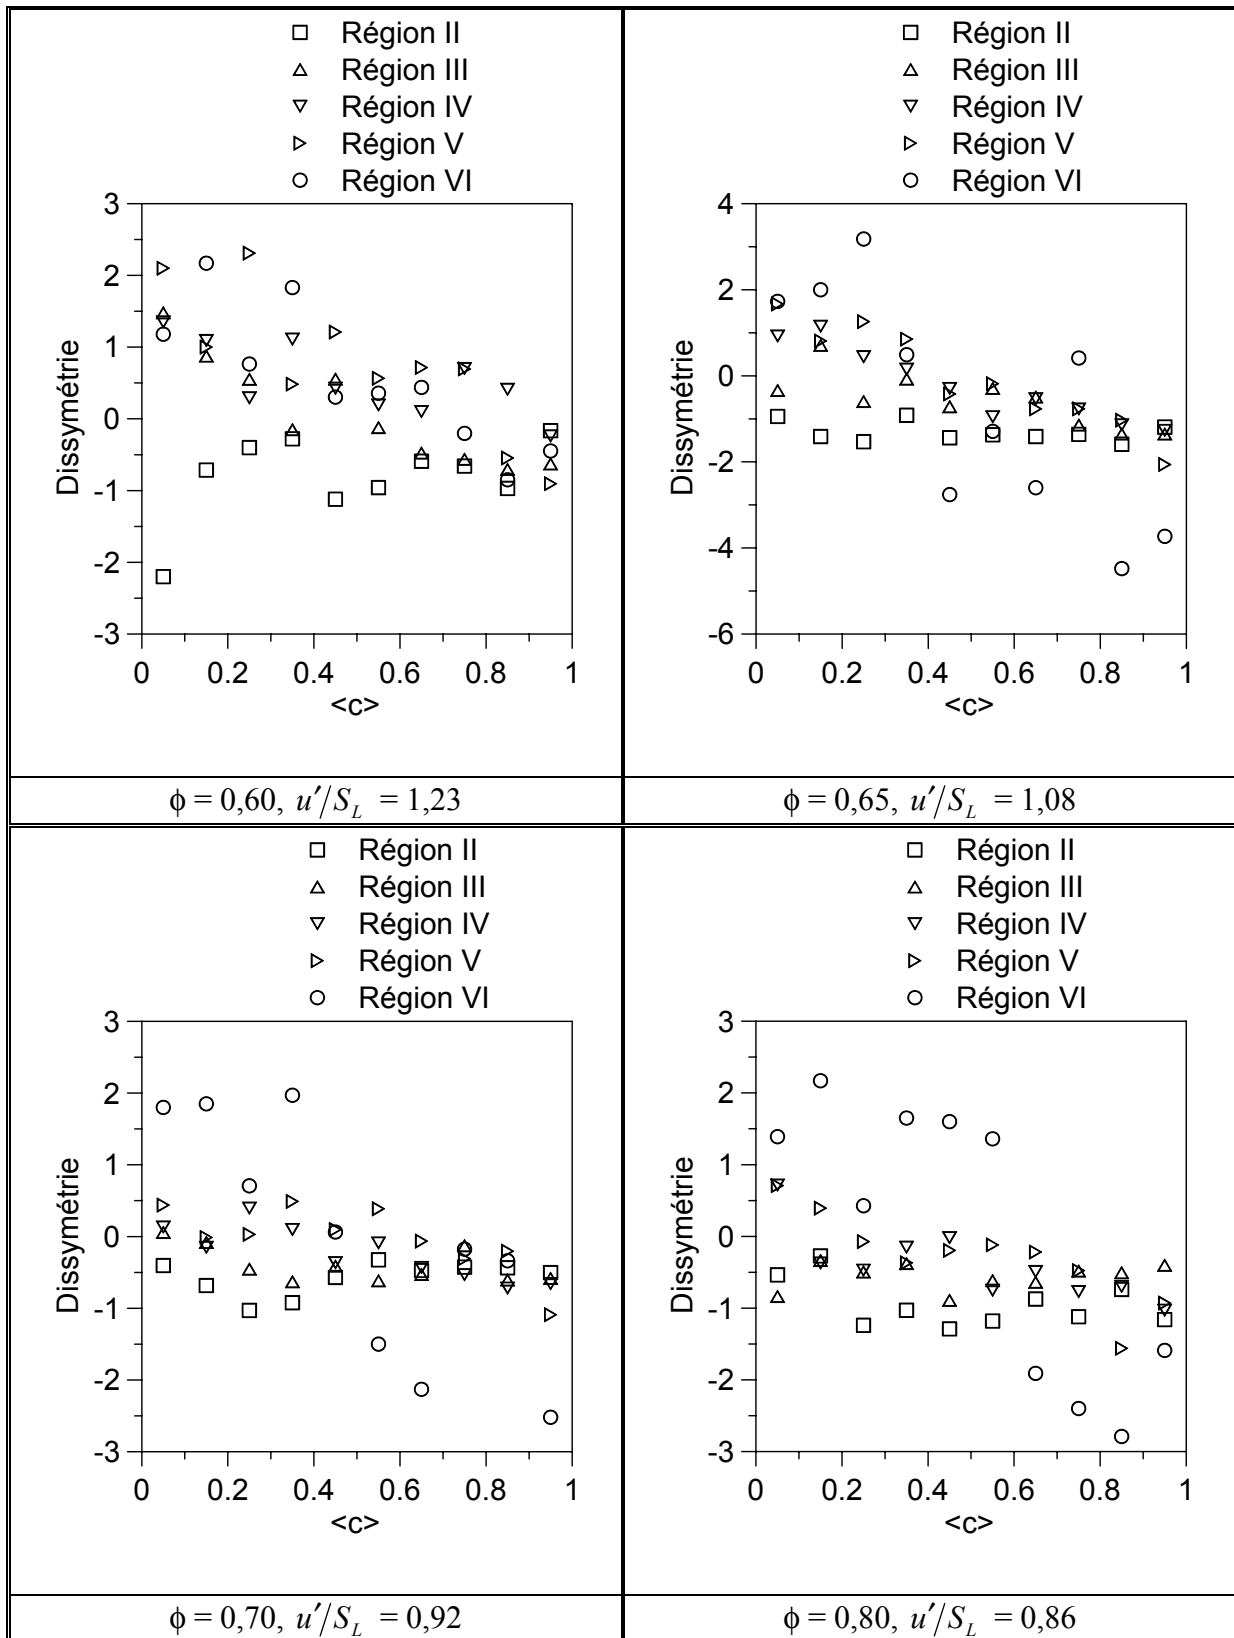 Région II
Région III
Région IV
Région V
Région VI
3
2
1
0
-1
-2
-3
Dissymétrie
0 0.2 0.4 0.6 0.8 1
<c>
ϕ = 0,60, u′/S_L = 1,23
Région II
Région III
Région IV
Région V
Région VI
4
2
0
-2
-4
-6
Dissymétrie
0 0.2 0.4 0.6 0.8 1
<c>
ϕ = 0,65, u′/S_L = 1,08
Région II
Région III
Région IV
Région V
Région VI
3
2
1
0
-1
-2
-3
Dissymétrie
0 0.2 0.4 0.6 0.8 1
<c>
ϕ = 0,70, u′/S_L = 0,92
Région II
Région III
Région IV
Région V
Région VI
3
2
1
0
-1
-2
-3
Dissymétrie
0 0.2 0.4 0.6 0.8 1
<c>
ϕ = 0,80, u′/S_L = 0,86